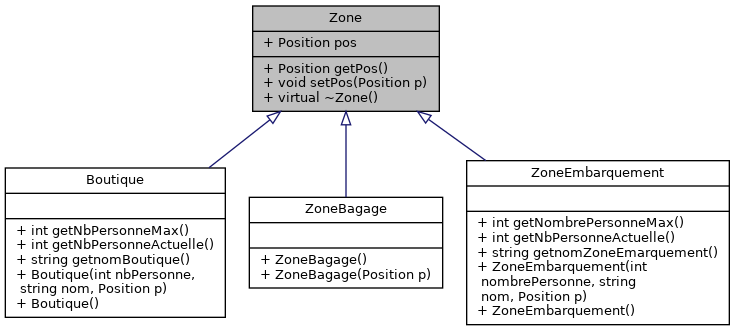 Zone
+ Position pos
+ Position getPos()
+ void setPos(Position p)
+ virtual ~Zone()
Boutique
+ int getNbPersonneMax()
+ int getNbPersonneActuelle()
+ string getnomBoutique()
+ Boutique(int nbPersonne,
string nom, Position p)
+ Boutique()
ZoneBagage
+ ZoneBagage()
+ ZoneBagage(Position p)
ZoneEmbarquement
+ int getNombrePersonneMax()
+ int getNbPersonneActuelle()
+ string getnomZoneEmarquement()
+ ZoneEmbarquement(int
nombrePersonne, string
nom, Position p)
+ ZoneEmbarquement()